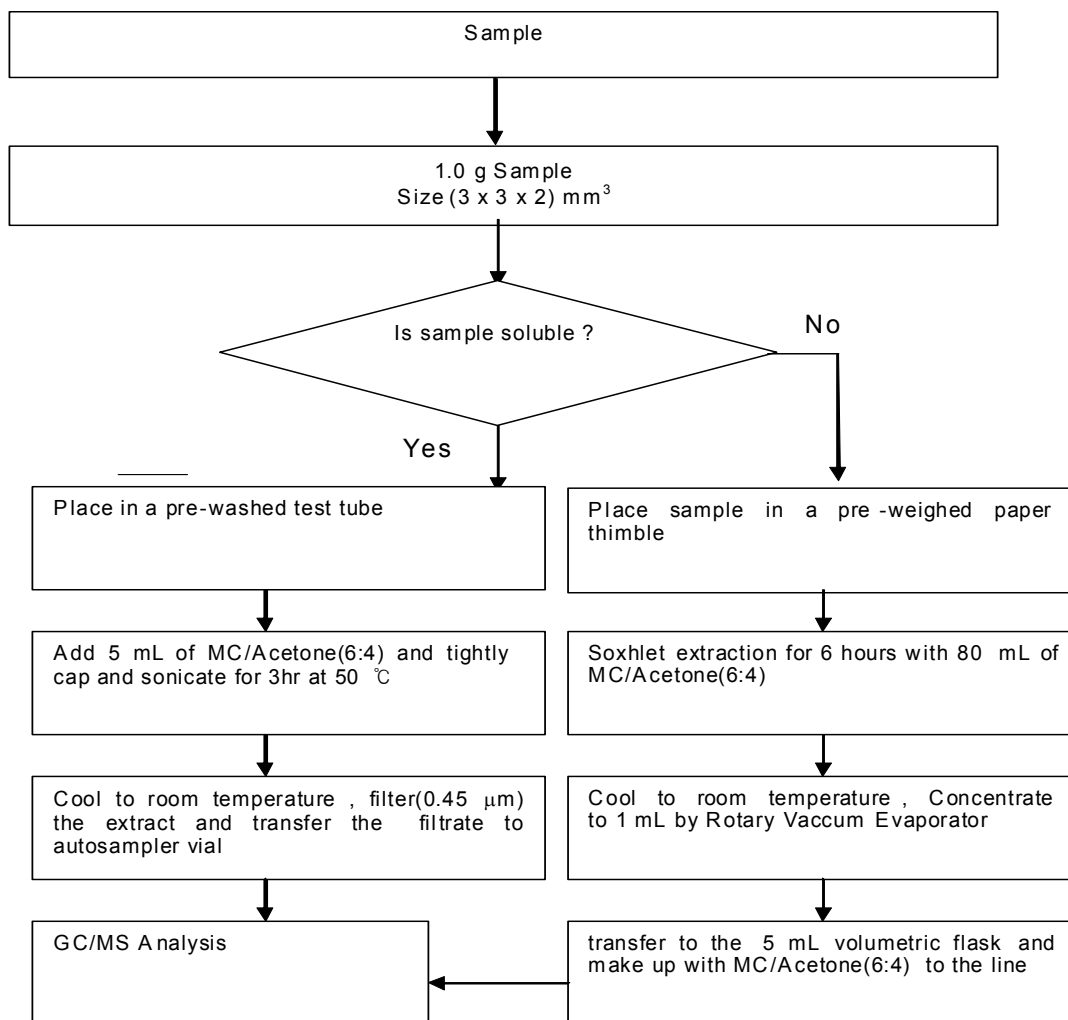 Sample
1.0 g Sample
Size (3 x 3 x 2) mm³
Is sample soluble ?
No
Yes
Place in a pre-washed test tube
Place sample in a pre -weighed paper
thimble
Add 5 mL of MC/Acetone(6:4) and tightly
cap and sonicate for 3hr at 50 ℃
Soxhlet extraction for 6 hours with 80 mL of
MC/Acetone(6:4)
Cool to room temperature , filter(0.45 μm)
the extract and transfer the filtrate to
autosampler vial
Cool to room temperature , Concentrate
to 1 mL by Rotary Vaccum Evaporator
GC/MS Analysis
transfer to the 5 mL volumetric flask and
make up with MC/Acetone(6:4) to the line